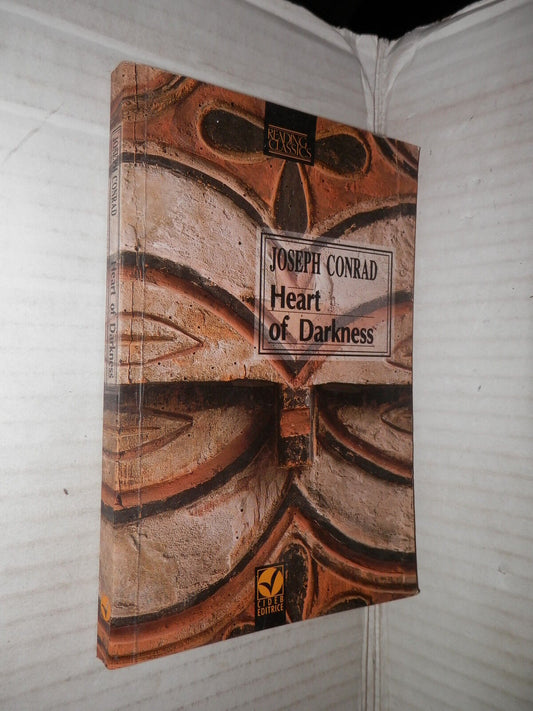 READING
CLASSICS
JOSEPH CONRAD
Heart
of Darkness
CIDEB
EDITRICE
JOSEPH CONRAD
Heart of Darkness